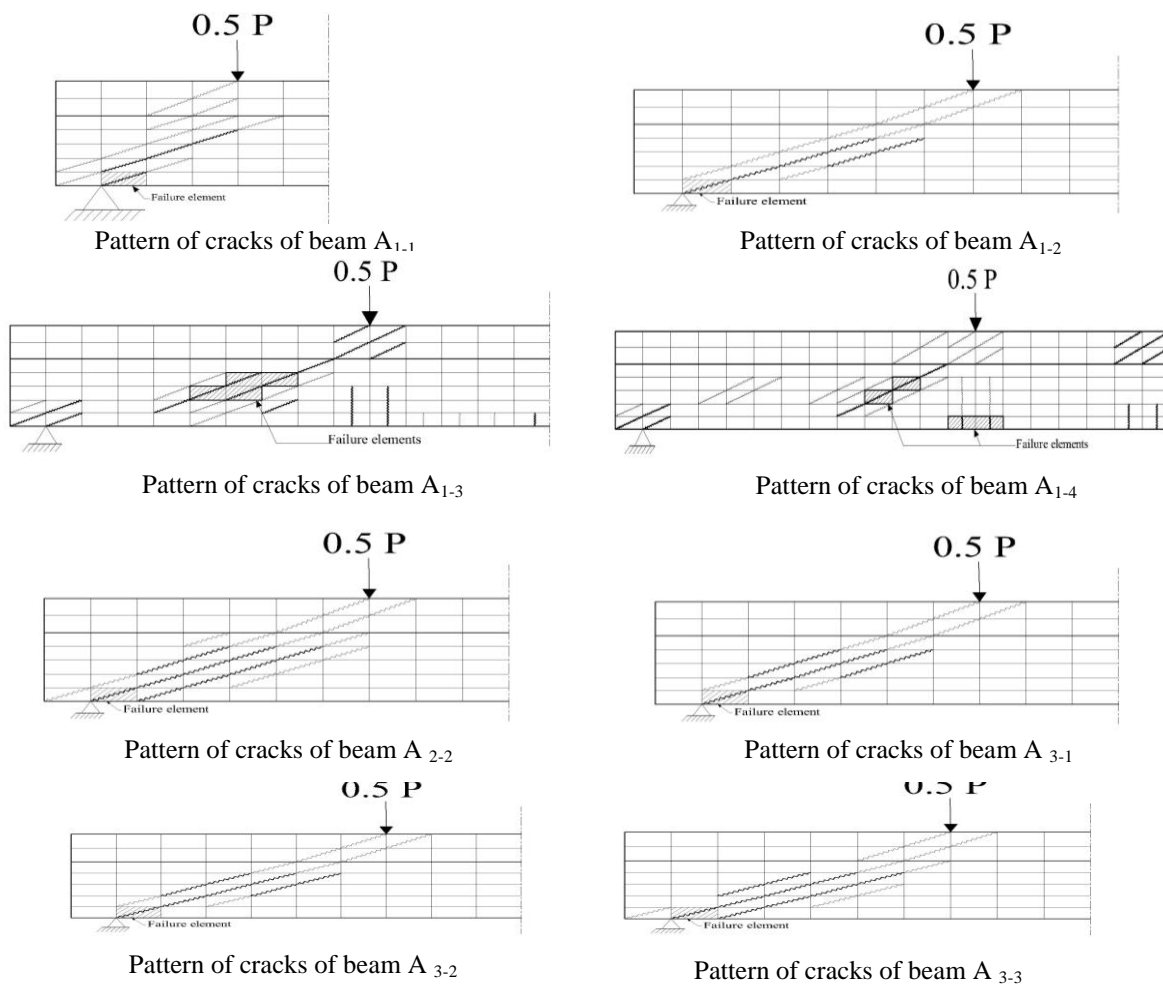 0.5 P
Failure element
Pattern of cracks of beam A1-1
0.5 P
Failure element
Pattern of cracks of beam A1-2
0.5 P
Failure elements
Pattern of cracks of beam A1-3
0.5 P
Failure elements
Pattern of cracks of beam A1-4
0.5 P
Failure element
Pattern of cracks of beam A 2-2
0.5 P
Failure element
Pattern of cracks of beam A 3-1
0.5 P
Failure element
Pattern of cracks of beam A 3-2
0.5 P
Failure element
Pattern of cracks of beam A 3-3